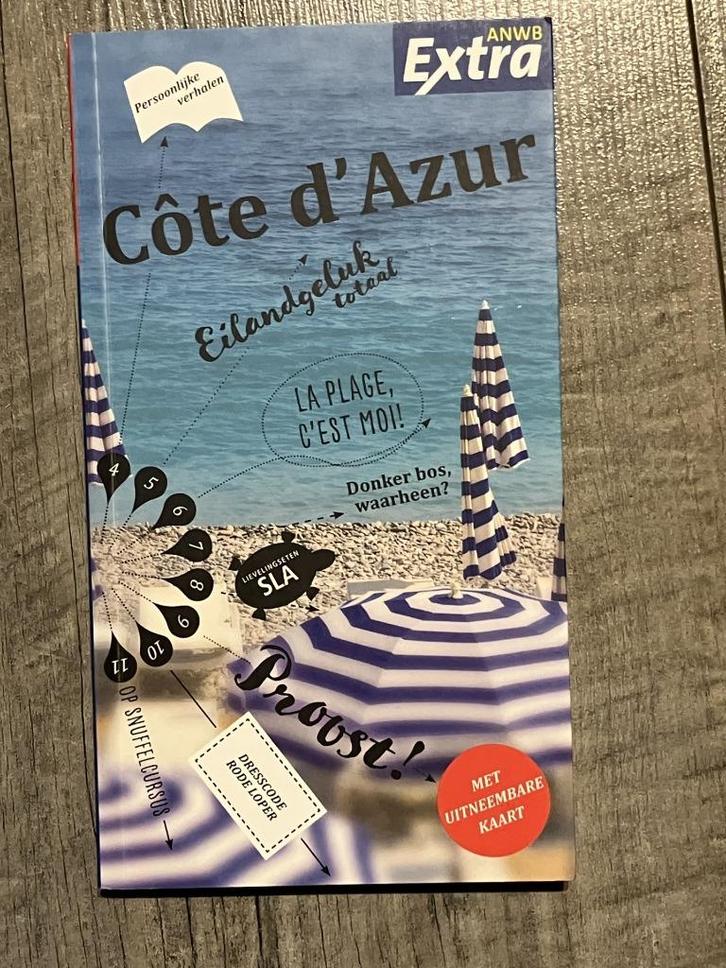 ANWB
Extra
Persoonlijke
verhalen
Côte d'Azur
Eilandgeluk
totaal
LA PLAGE,
C'EST MOI!
Donker bos,
waarheen?
4
5
6
7
8
9
10
11
LIEVELINGSETEN
SLA
Proost!
OP SNUFFELCURSUS
DRESSCODE
RODE LOPER
MET
UITNEEMBARE
KAART